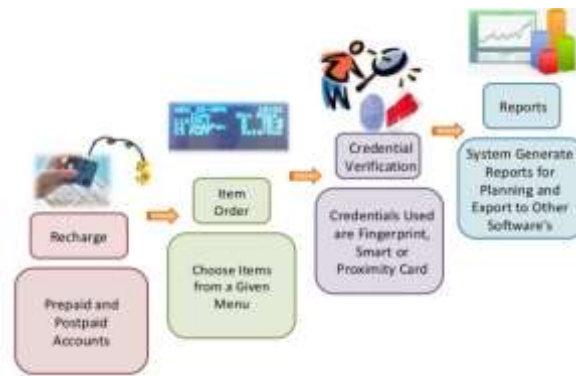 Recharge
Prepaid and
Postpaid
Accounts
Item
Order
Choose Items
from a Given
Menu
Credential
Verification
Credentials Used
are Fingerprint,
Smart or
Proximity Card
Reports
System Generate
Reports for
Planning and
Export to Other
Software's